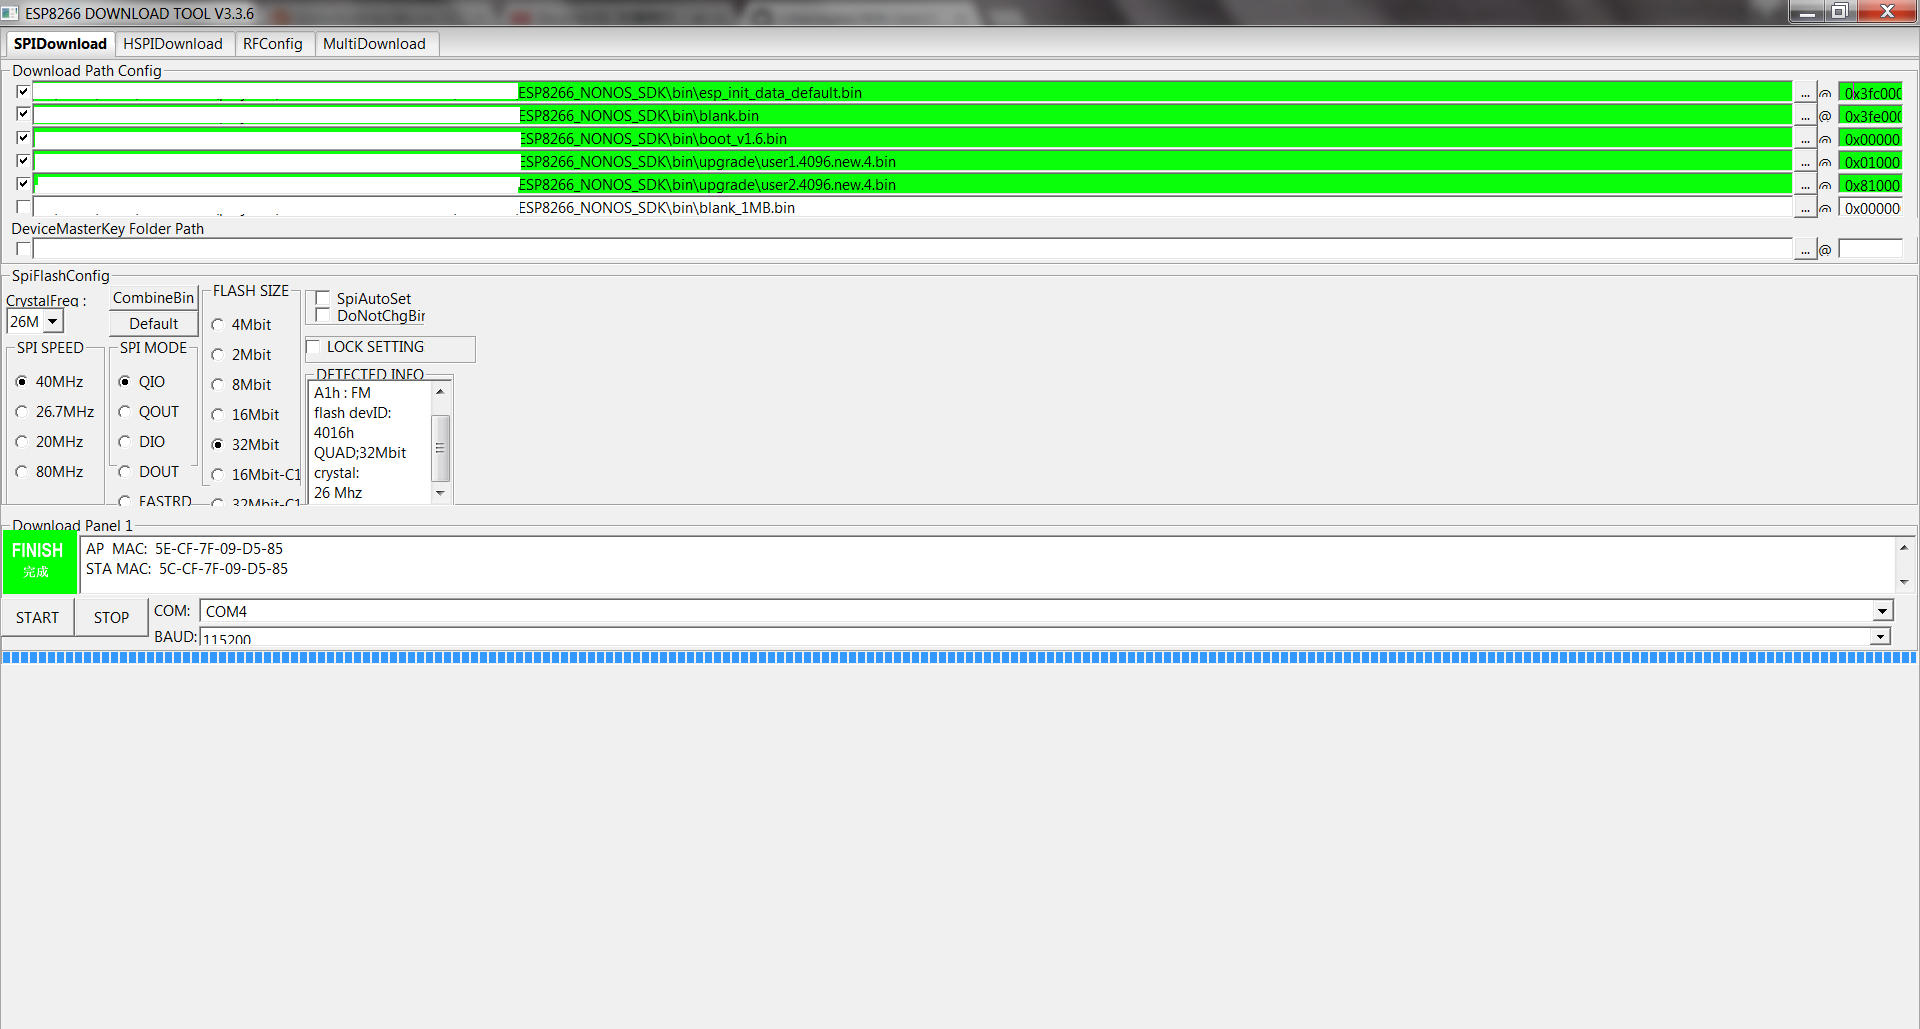 ESP8266 DOWNLOAD TOOL V3.3.6
SPIDownload HSPIDownload RFConfig MultiDownload
Download Path Config
ESP8266_NONOS_SDK\bin\esp_init_data_default.bin ... @ 0x3fc000
ESP8266_NONOS_SDK\bin\blank.bin ... @ 0x3fe000
ESP8266_NONOS_SDK\bin\boot_v1.6.bin ... @ 0x00000
ESP8266_NONOS_SDK\bin\upgrade\user1.4096.new.4.bin ... @ 0x01000
ESP8266_NONOS_SDK\bin\upgrade\user2.4096.new.4.bin ... @ 0x81000
ESP8266_NONOS_SDK\bin\blank_1MB.bin ... @ 0x00000
DeviceMasterKey Folder Path
... @
SpiFlashConfig
CrystalFreq :
26M
CombineBin
Default
SPI SPEED
40MHz
26.7MHz
20MHz
80MHz
SPI MODE
QIO
QOUT
DIO
DOUT
FASTRD
FLASH SIZE
4Mbit
2Mbit
8Mbit
16Mbit
32Mbit
16Mbit-C1
32Mbit-C1
SpiAutoSet
DoNotChgBin
LOCK SETTING
DETECTED INFO
A1h : FM
flash devID:
4016h
QUAD;32Mbit
crystal:
26 Mhz
Download Panel 1
FINISH
完成
AP MAC: 5E-CF-7F-09-D5-85
STA MAC: 5C-CF-7F-09-D5-85
START STOP
COM: COM4
BAUD: 115200